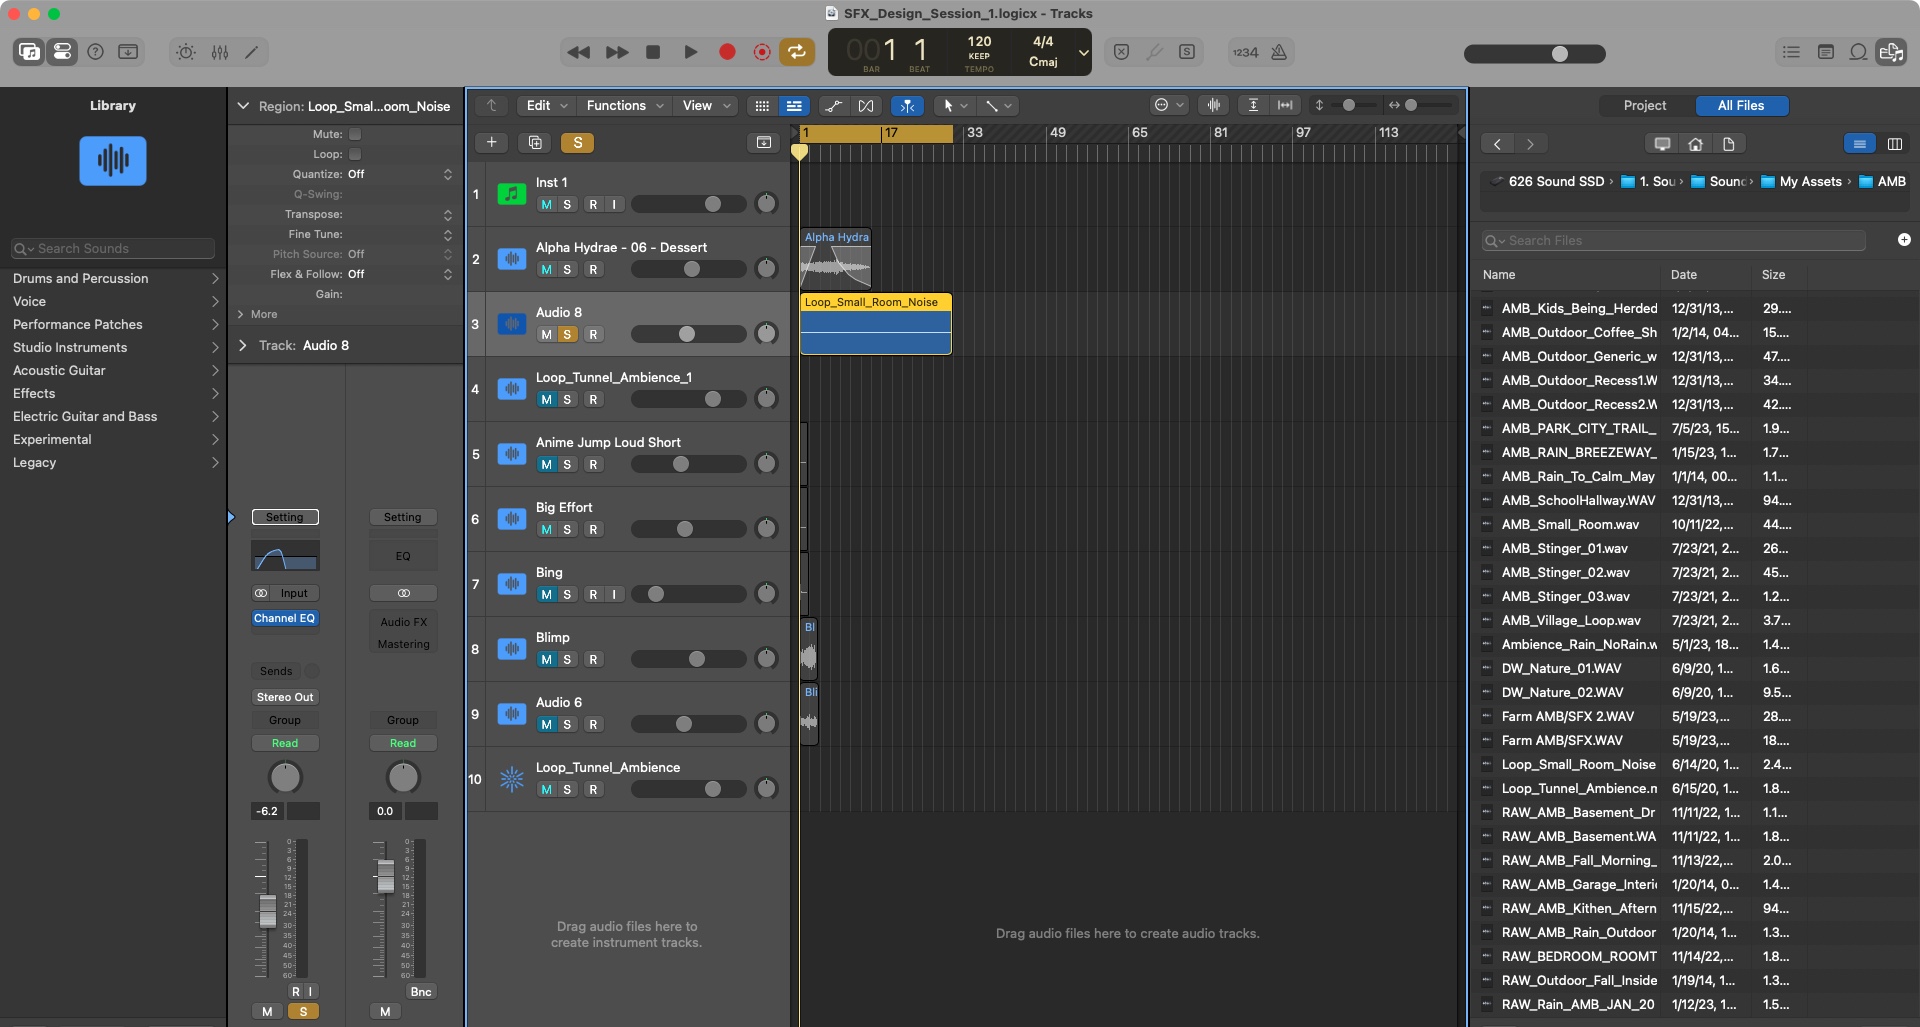 SFX_Design_Session_1.logicx - Tracks
001 1
BAR BEAT
120
KEEP
TEMPO
4/4
Cmaj
1234
Library
Search Sounds
Drums and Percussion
Voice
Performance Patches
Studio Instruments
Acoustic Guitar
Effects
Electric Guitar and Bass
Experimental
Legacy
Region: Loop_Smal...oom_Noise
Mute:
Loop:
Quantize: Off
Q-Swing:
Transpose:
Fine Tune:
Pitch Source: Off
Flex & Follow: Off
Gain:
More
Track: Audio 8
Setting Setting
EQ
Input
Channel EQ
Audio FX
Mastering
Sends
Stereo Out
Group Group
Read Read
-6.2 0.0
R I Bnc
M S M
Edit Functions View
S
1 17 33 49 65 81 97 113
1 Inst 1
M S R I
2 Alpha Hydrae - 06 - Dessert
M S R
Alpha Hydra
3 Audio 8
M S R
Loop_Small_Room_Noise
4 Loop_Tunnel_Ambience_1
M S R
5 Anime Jump Loud Short
M S R
6 Big Effort
M S R
7 Bing
M S R I
8 Blimp
M S R
Bl
9 Audio 6
M S R
Bli
10 Loop_Tunnel_Ambience
M S R
Drag audio files here to
create instrument tracks.
Drag audio files here to create audio tracks.
Project All Files
626 Sound SSD 1. Sou Sound My Assets AMB
Search Files
Name Date Size
AMB_Kids_Being_Herded 12/31/13,... 29....
AMB_Outdoor_Coffee_Sh 1/2/14, 04... 15....
AMB_Outdoor_Generic_w 12/31/13,... 47....
AMB_Outdoor_Recess1.W 12/31/13,... 34....
AMB_Outdoor_Recess2.W 12/31/13,... 42....
AMB_PARK_CITY_TRAIL_ 7/5/23, 15... 1.9...
AMB_RAIN_BREEZEWAY_ 1/15/23, 1... 1.7...
AMB_Rain_To_Calm_May 1/1/14, 00... 1.1...
AMB_SchoolHallway.WAV 12/31/13,... 94....
AMB_Small_Room.wav 10/11/22,... 44....
AMB_Stinger_01.wav 7/23/21, 2... 26...
AMB_Stinger_02.wav 7/23/21, 2... 45...
AMB_Stinger_03.wav 7/23/21, 2... 1.2...
AMB_Village_Loop.wav 7/23/21, 2... 3.7...
Ambience_Rain_NoRain.w 5/1/23, 18... 1.4...
DW_Nature_01.WAV 6/9/20, 1... 1.6...
DW_Nature_02.WAV 6/9/20, 1... 9.5...
Farm AMB/SFX 2.WAV 5/19/23,... 28....
Farm AMB/SFX.WAV 5/19/23,... 18....
Loop_Small_Room_Noise 6/14/20, 1... 2.4...
Loop_Tunnel_Ambience.m 6/15/20, 1... 1.8...
RAW_AMB_Basement_Dr 11/11/22, 1... 1.1...
RAW_AMB_Basement.WA 11/11/22, 1... 1.8...
RAW_AMB_Fall_Morning_ 11/13/22,... 2.0...
RAW_AMB_Garage_Interi 1/20/14, 0... 1.4...
RAW_AMB_Kithen_Aftern 11/15/22,... 94...
RAW_AMB_Rain_Outdoor 1/20/14, 1... 1.3...
RAW_BEDROOM_ROOMT 11/14/22,... 1.8...
RAW_Outdoor_Fall_Inside 1/19/14, 1... 1.3...
RAW_Rain_AMB_JAN_20 1/12/23, 1... 1.5...